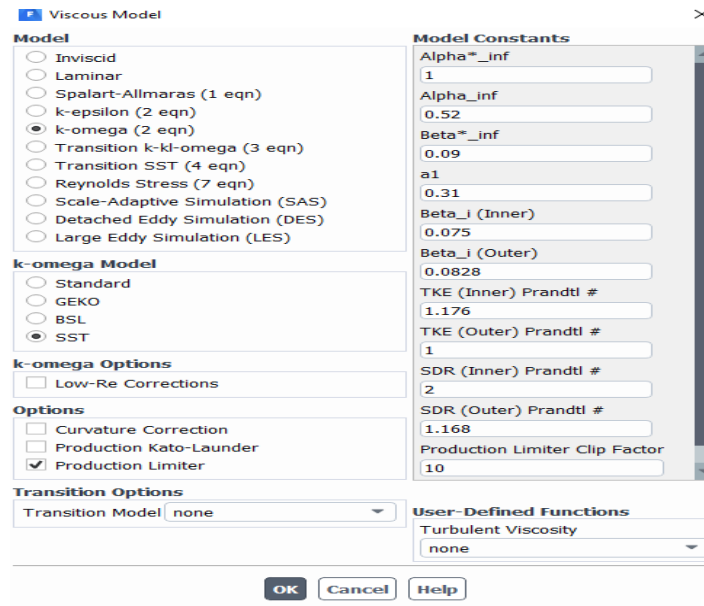 F Viscous Model
Model
Inviscid
Laminar
Spalart-Allmaras (1 eqn)
k-epsilon (2 eqn)
k-omega (2 eqn)
Transition k-kl-omega (3 eqn)
Transition SST (4 eqn)
Reynolds Stress (7 eqn)
Scale-Adaptive Simulation (SAS)
Detached Eddy Simulation (DES)
Large Eddy Simulation (LES)
k-omega Model
Standard
GEKO
BSL
SST
k-omega Options
Low-Re Corrections
Options
Curvature Correction
Production Kato-Launder
Production Limiter
Transition Options
Transition Model none
Model Constants
Alpha*_inf
1
Alpha_inf
0.52
Beta*_inf
0.09
a1
0.31
Beta_i (Inner)
0.075
Beta_i (Outer)
0.0828
TKE (Inner) Prandtl #
1.176
TKE (Outer) Prandtl #
1
SDR (Inner) Prandtl #
2
SDR (Outer) Prandtl #
1.168
Production Limiter Clip Factor
10
User-Defined Functions
Turbulent Viscosity
none
OK Cancel Help